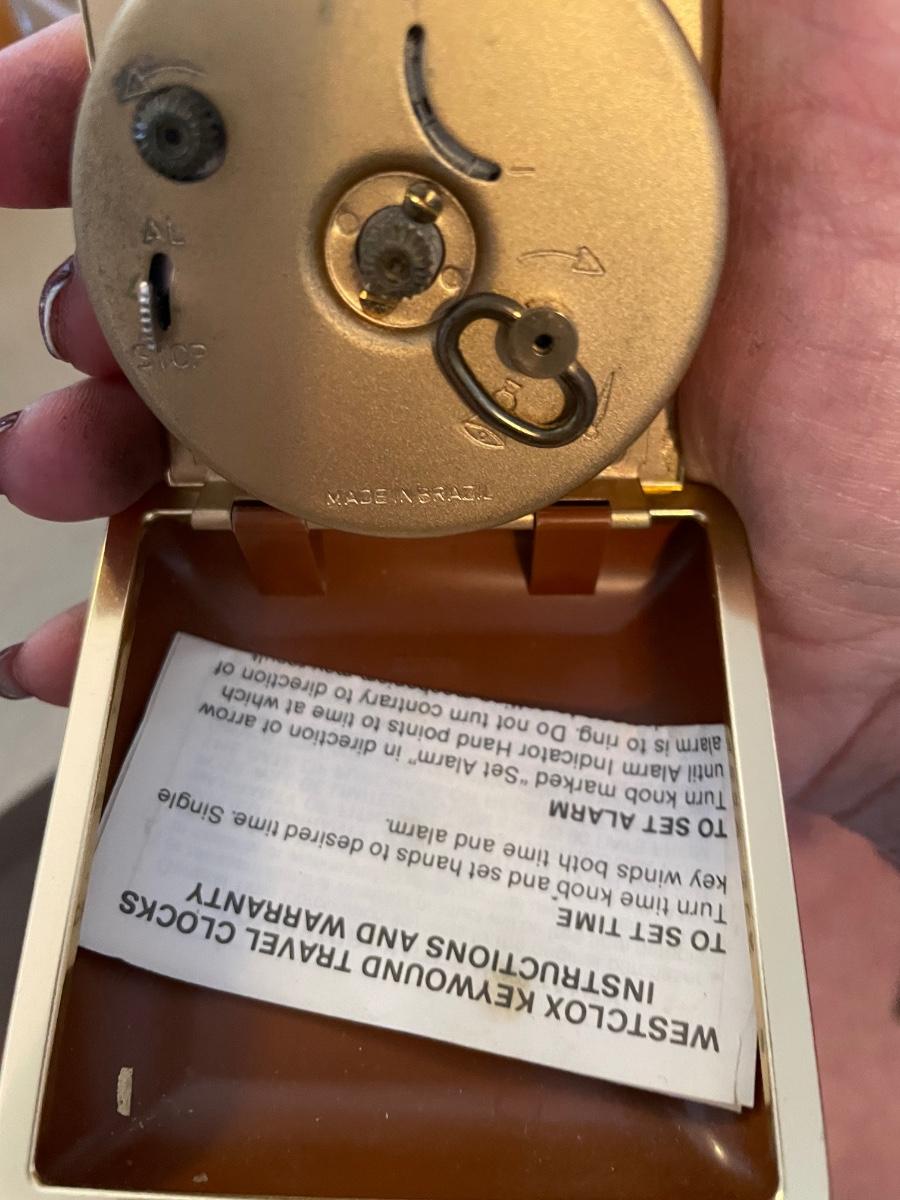 AL
STOP
MADE IN BRAZIL
WESTCLOX KEYWOUND TRAVEL CLOCKS
INSTRUCTIONS AND WARRANTY
TO SET TIME
Turn time knob and set hands to desired time. Single
key winds both time and alarm.
TO SET ALARM
Turn knob marked "Set Alarm" in direction of arrow
until Alarm Indicator Hand points to time at which
alarm is to ring. Do not turn contrary to direction of